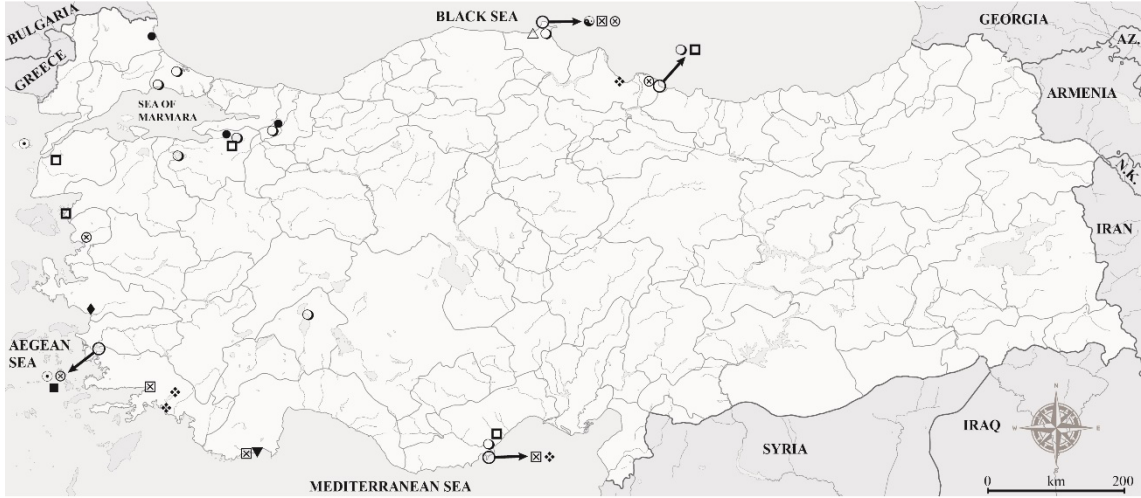 BULGARIA
GREECE
BLACK SEA
GEORGIA
AZ.
ARMENIA
SEA OF
MARMARA
N.K.
IRAN
AEGEAN
SEA
N
W
E
S
SYRIA
IRAQ
MEDITERRANEAN SEA
0 km 200